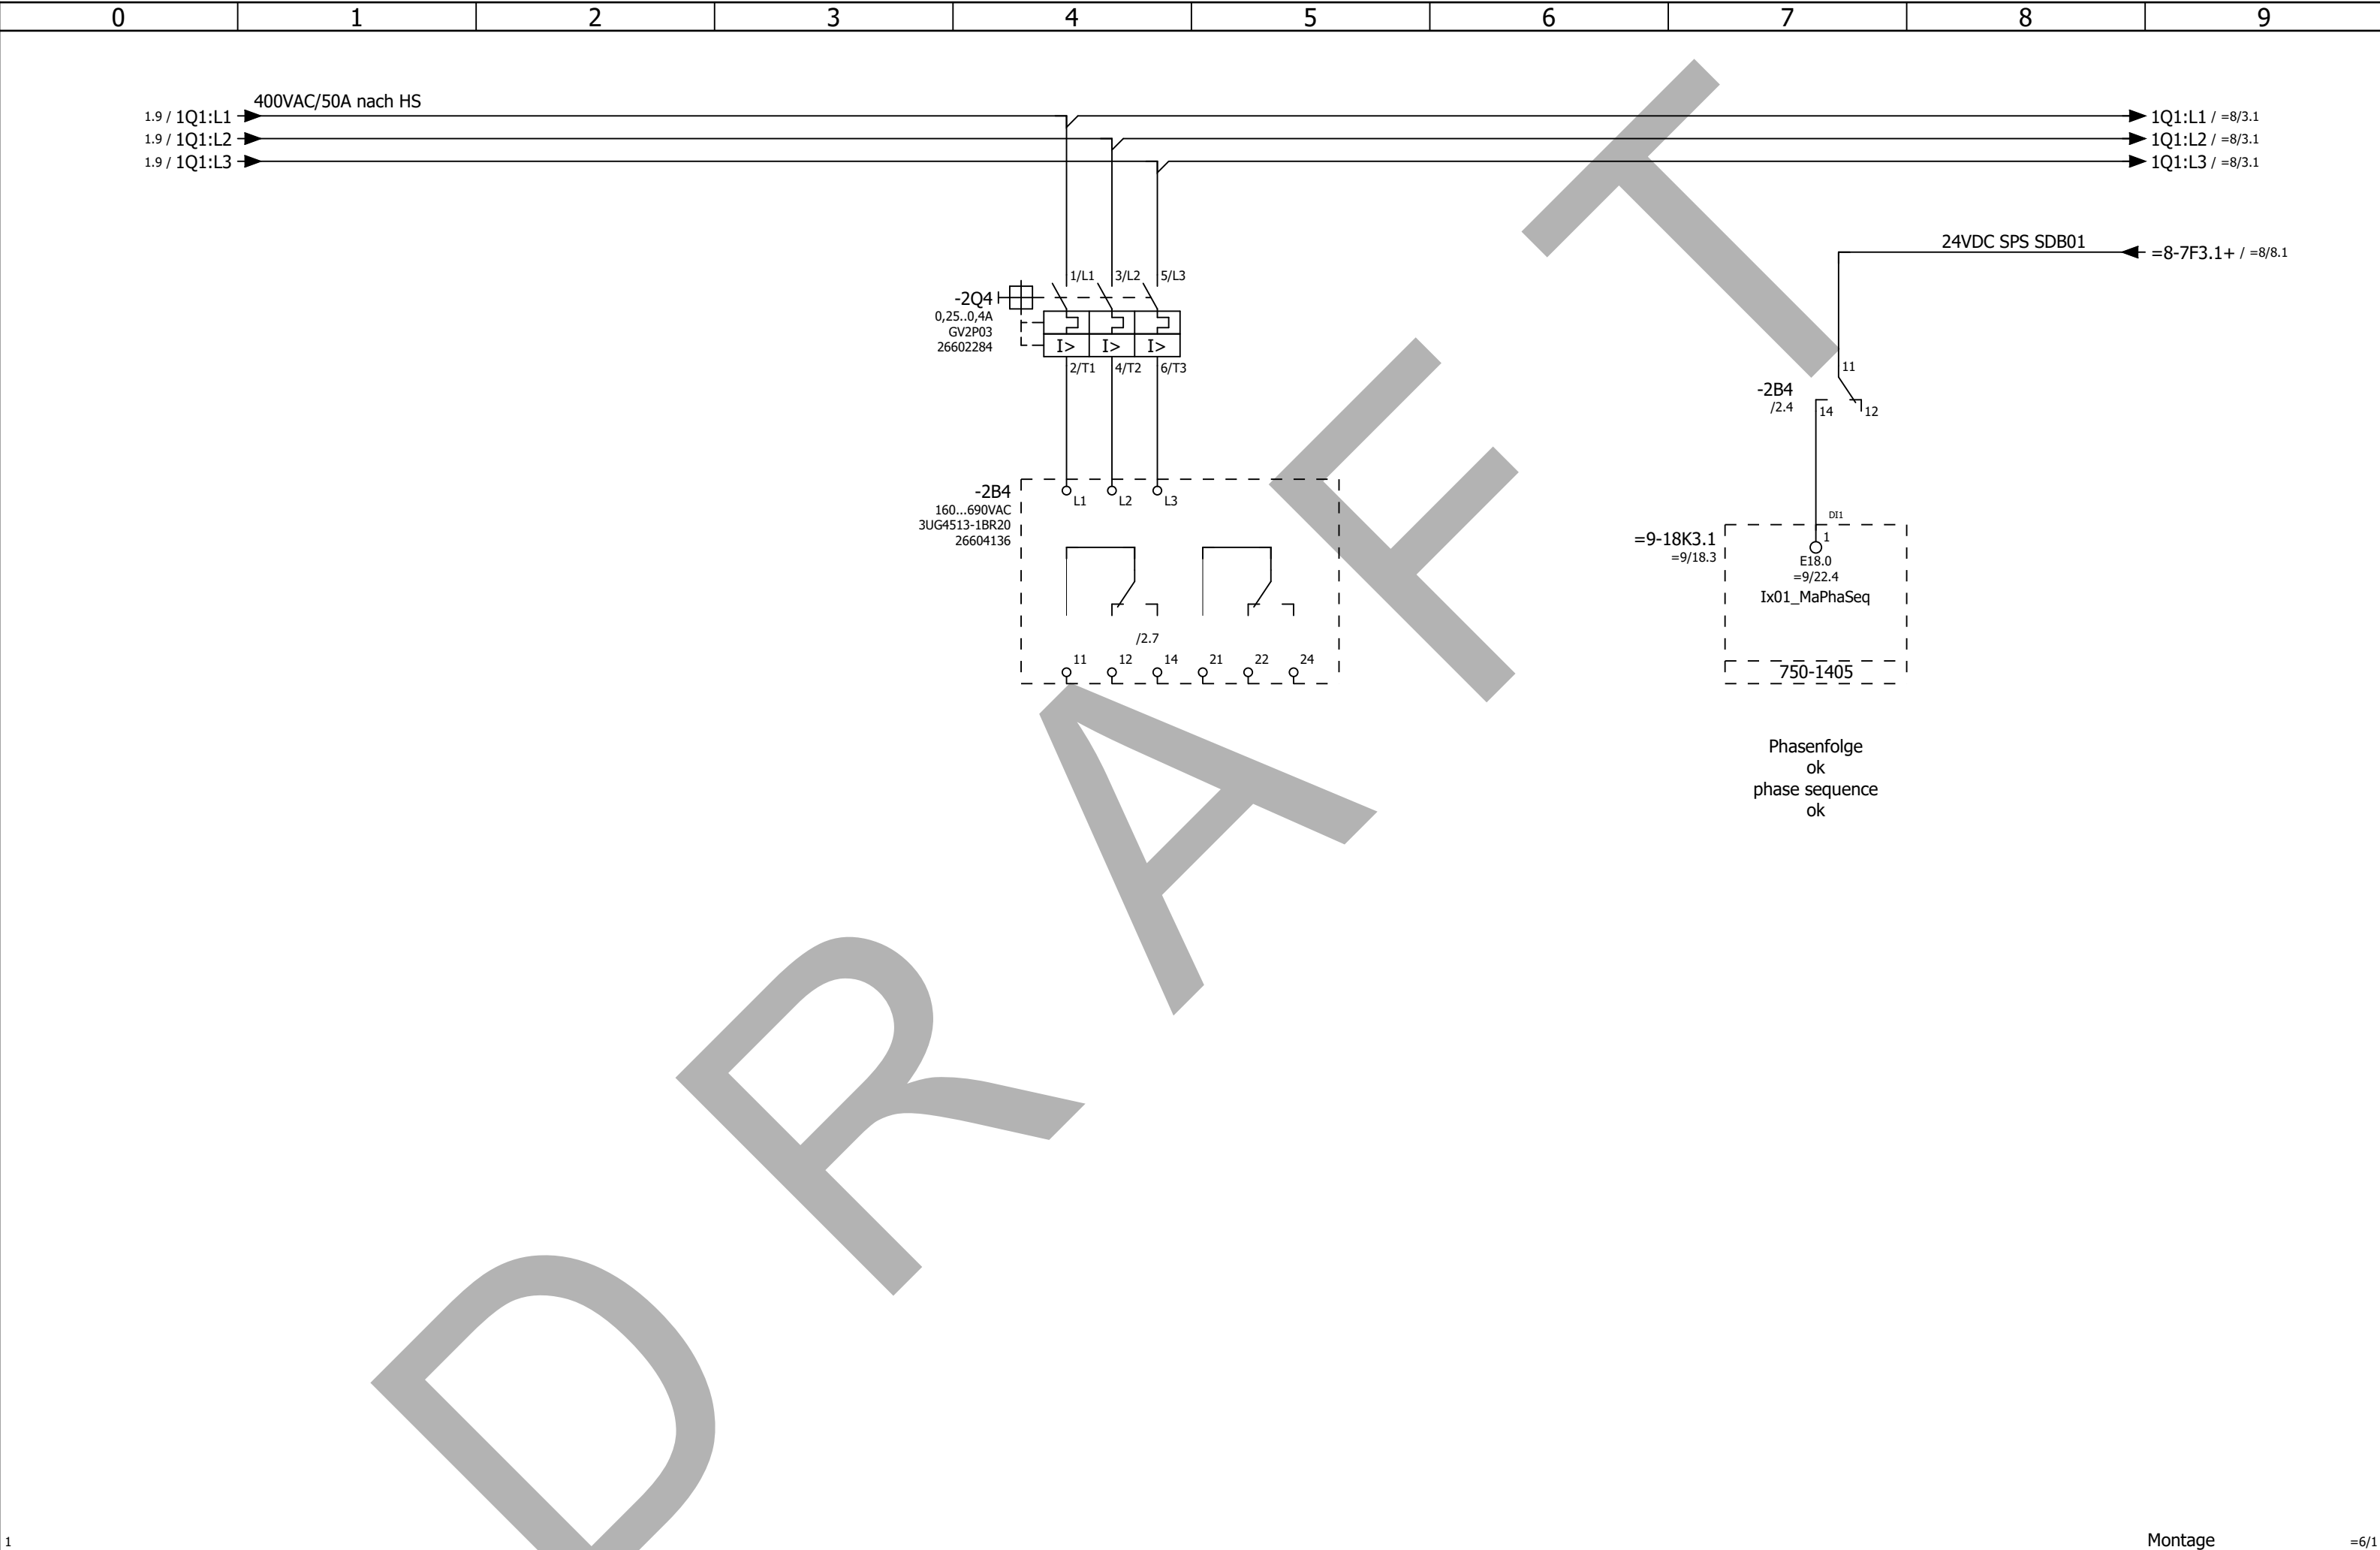 0 1 2 3 4 5 6 7 8 9
400VAC/50A nach HS
1.9 / 1Q1:L1
1Q1:L1 / =8/3.1
1.9 / 1Q1:L2
1Q1:L2 / =8/3.1
1.9 / 1Q1:L3
1Q1:L3 / =8/3.1
24VDC SPS SDB01
=8-7F3.1+ / =8/8.1
1/L1 3/L2 5/L3
-2Q4
0,25..0,4A
GV2P03
26602284
I> I> I>
2/T1 4/T2 6/T3
11
-2B4
/2.4
14 12
-2B4
160...690VAC
3UG4513-1BR20
26604136
L1 L2 L3
/2.7
11 12 14 21 22 24
DI1
=9-18K3.1
=9/18.3
1
E18.0
=9/22.4
Ix01_MaPhaSeq
750-1405
Phasenfolge
ok
phase sequence
ok
DRAFT
1
Montage
=6/1